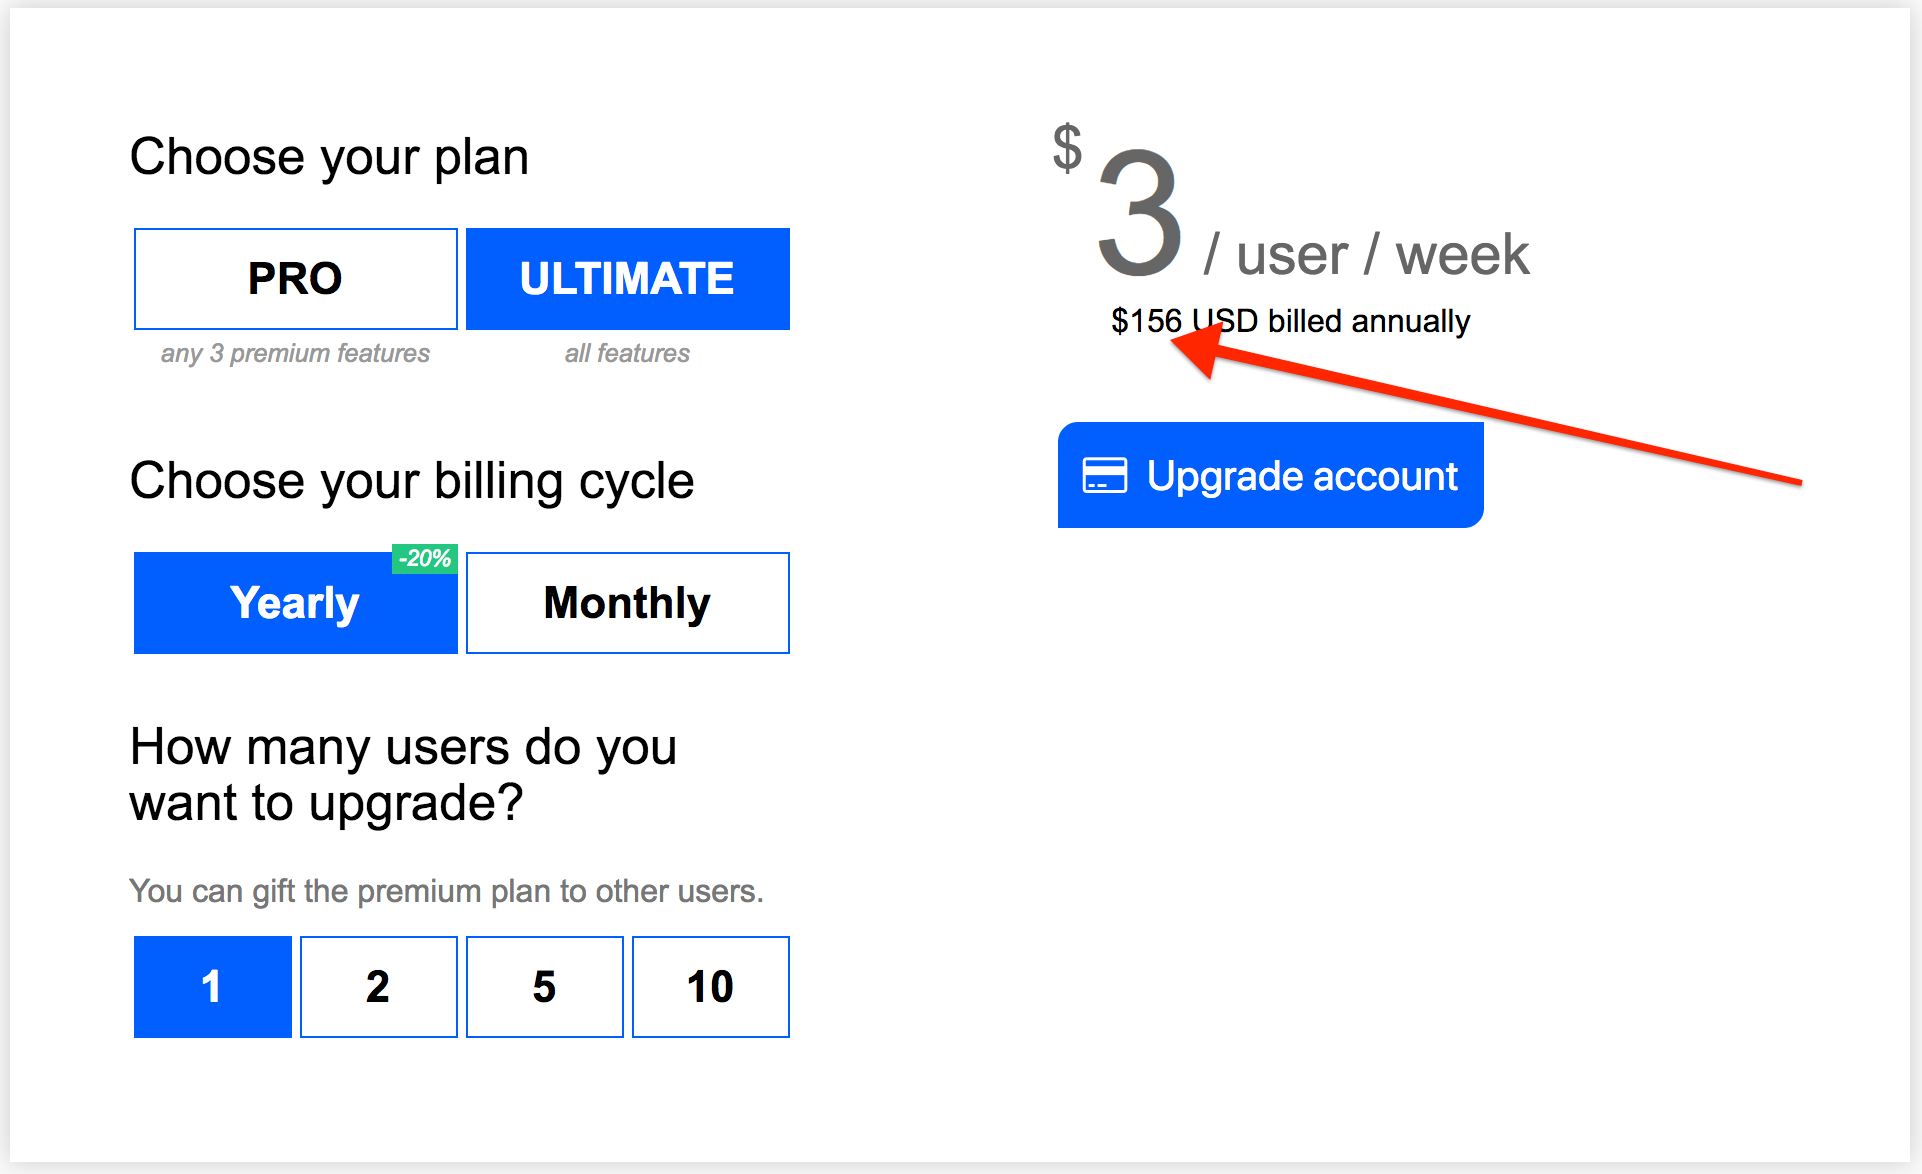 Choose your plan
PRO
ULTIMATE
any 3 premium features
all features
Choose your billing cycle
-20%
Yearly
Monthly
How many users do you
want to upgrade?
You can gift the premium plan to other users.
1
2
5
10
$3 / user / week
$156 USD billed annually
Upgrade account